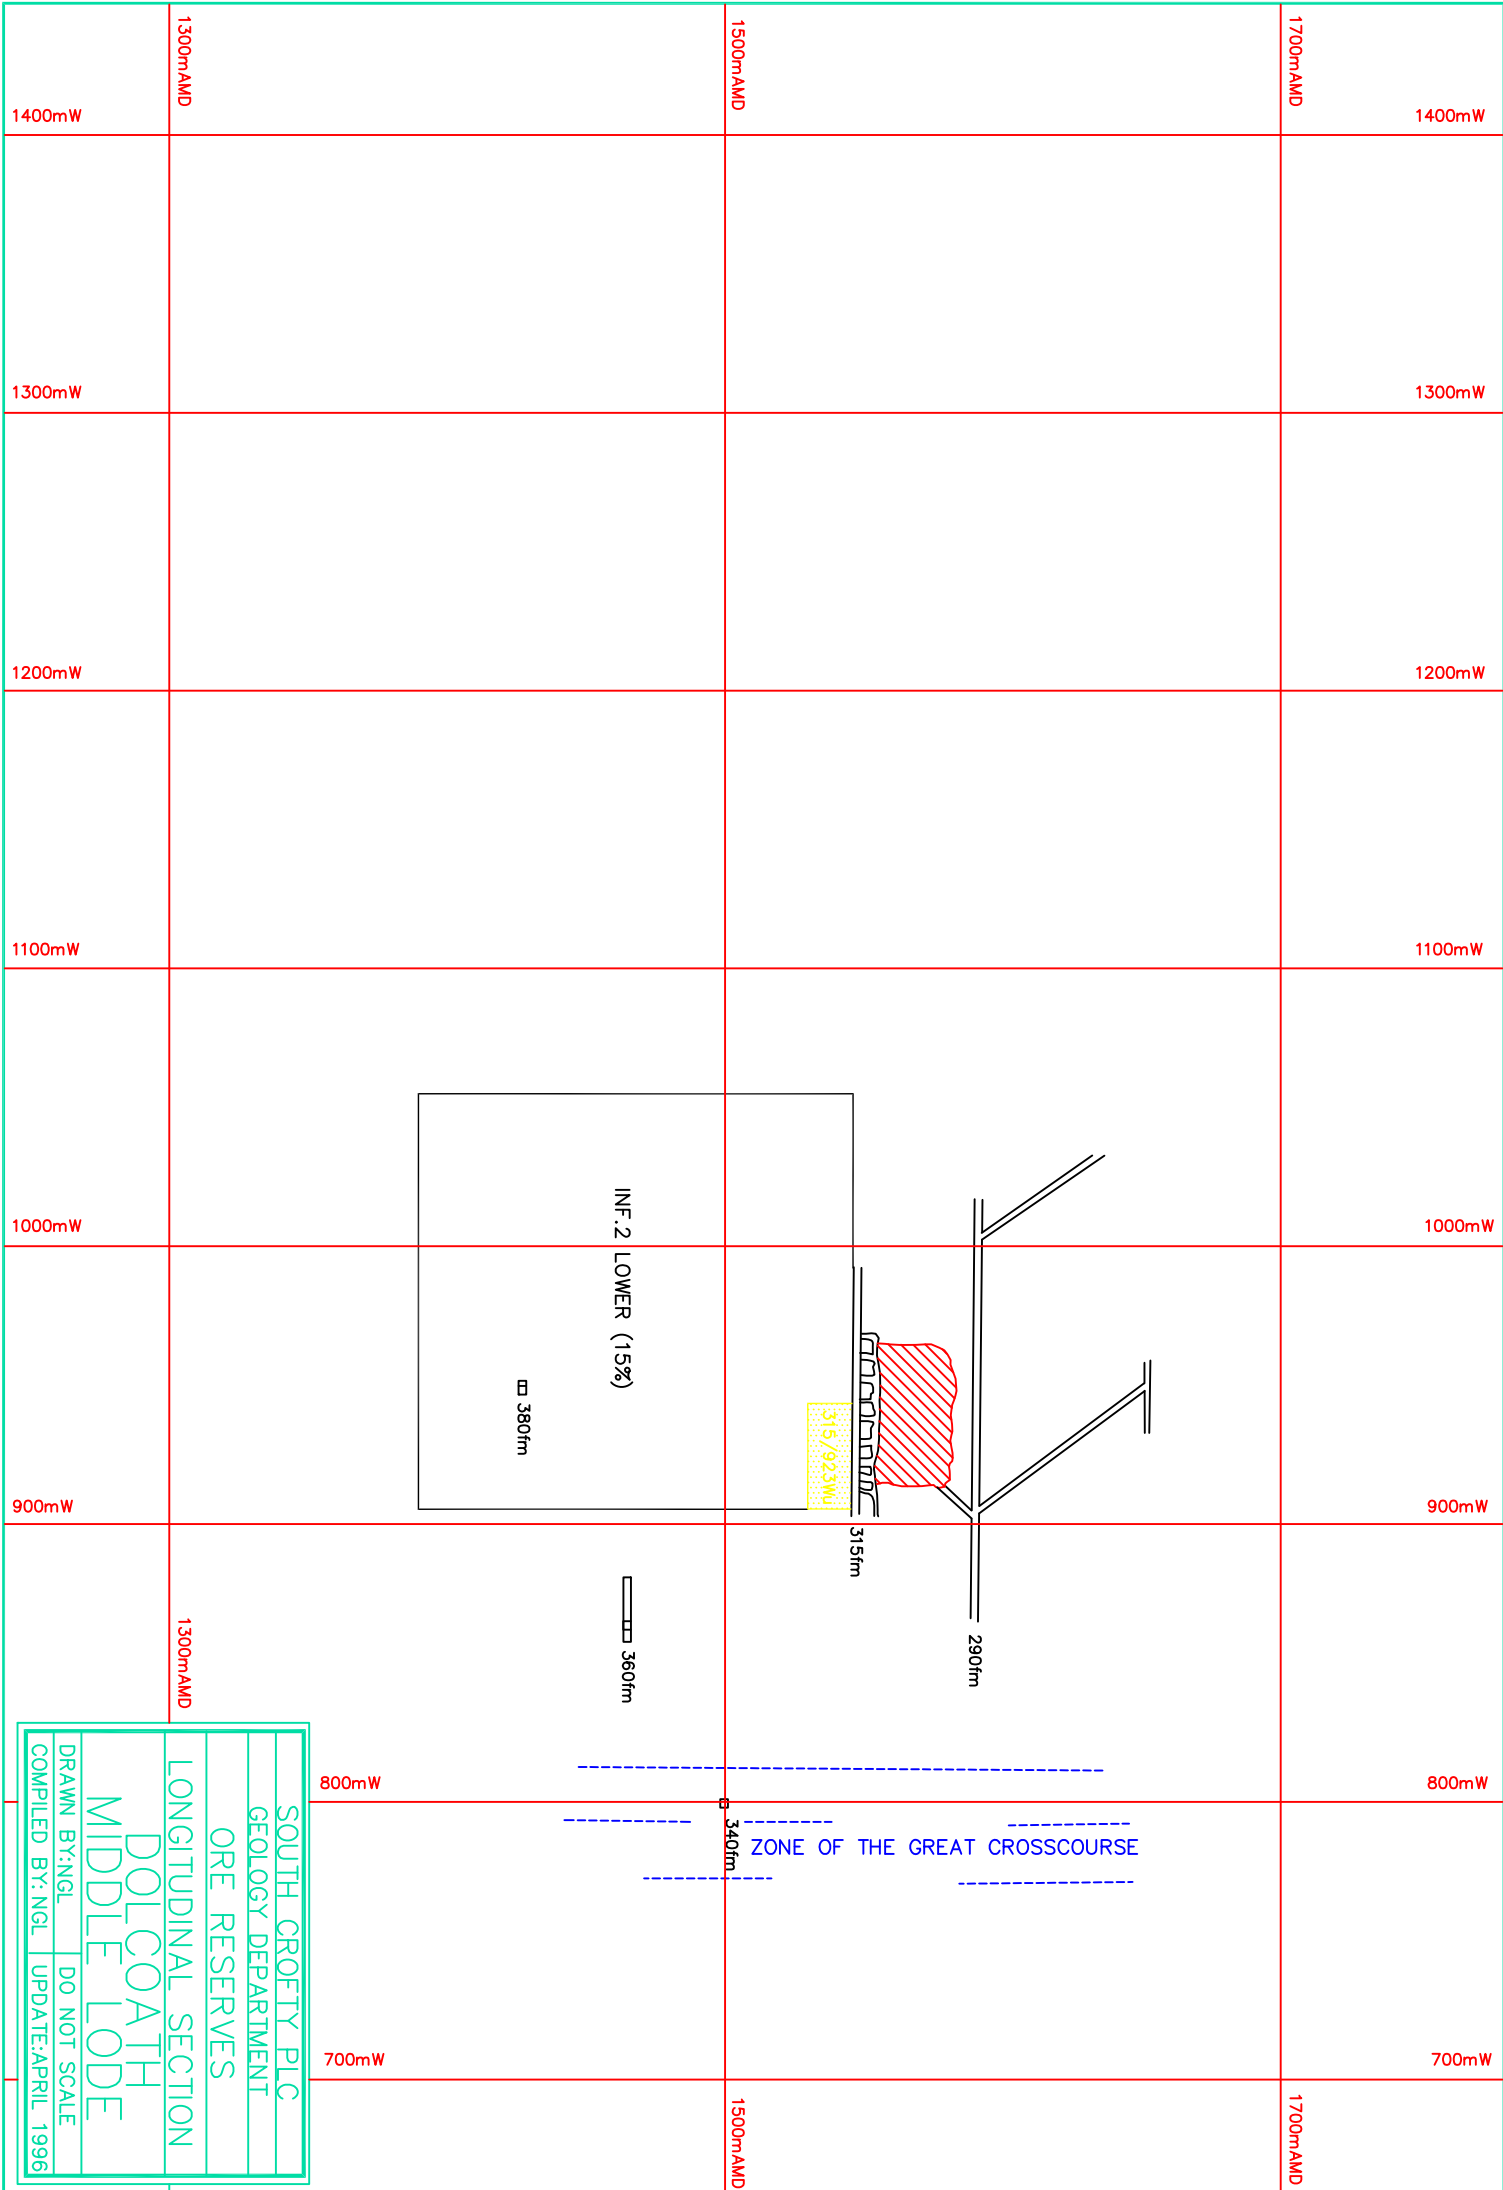 1300mAMD
1500mAMD
1700mAMD
1400mW
1400mW
1300mW
1300mW
1200mW
1200mW
1100mW
1100mW
1000mW
1000mW
900mW
900mW
800mW
800mW
700mW
700mW
INF.2 LOWER (15%)
380fm
315/923Wu
315fm
290fm
360fm
340fm
ZONE OF THE GREAT CROSSCOURSE
1300mAMD
1500mAMD
1700mAMD
SOUTH CROFTY PLC
GEOLOGY DEPARTMENT
ORE RESERVES
LONGITUDINAL SECTION
DOLCOATH
MIDDLE LODE
DRAWN BY:NGL
DO NOT SCALE
COMPILED BY: NGL
UPDATE:APRIL 1996